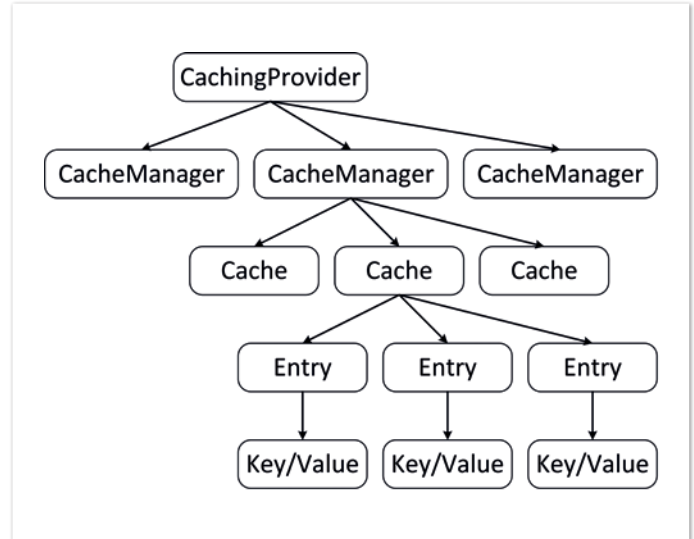 CachingProvider
CacheManager CacheManager CacheManager
Cache Cache Cache
Entry Entry Entry
Key/Value Key/Value Key/Value